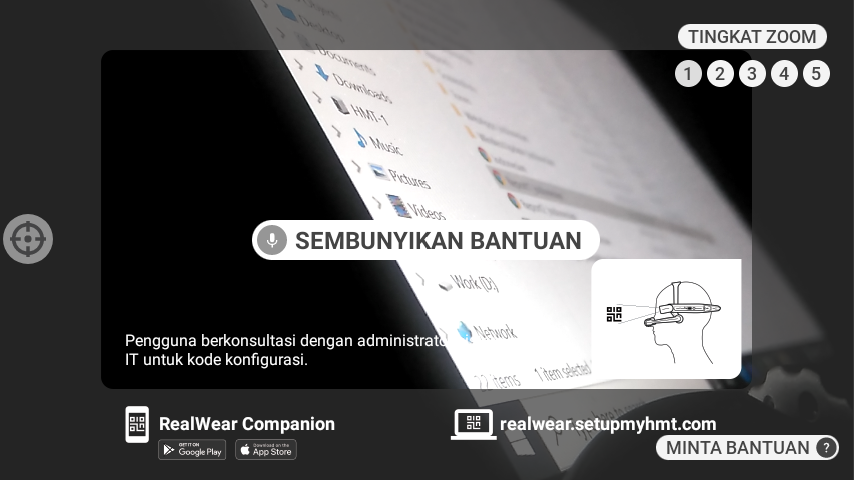 Desktop
Documents
Downloads
HMT-1
Music
Pictures
Videos
Work (D:)
Network
22 items
1 item selected
TINGKAT ZOOM
1 2 3 4 5
SEMBUNYIKAN BANTUAN
Pengguna berkonsultasi dengan administrato
IT untuk kode konfigurasi.
RealWear Companion
GET IT ON
Google Play
Download on the
App Store
realwear.setupmyhmt.com
MINTA BANTUAN ?